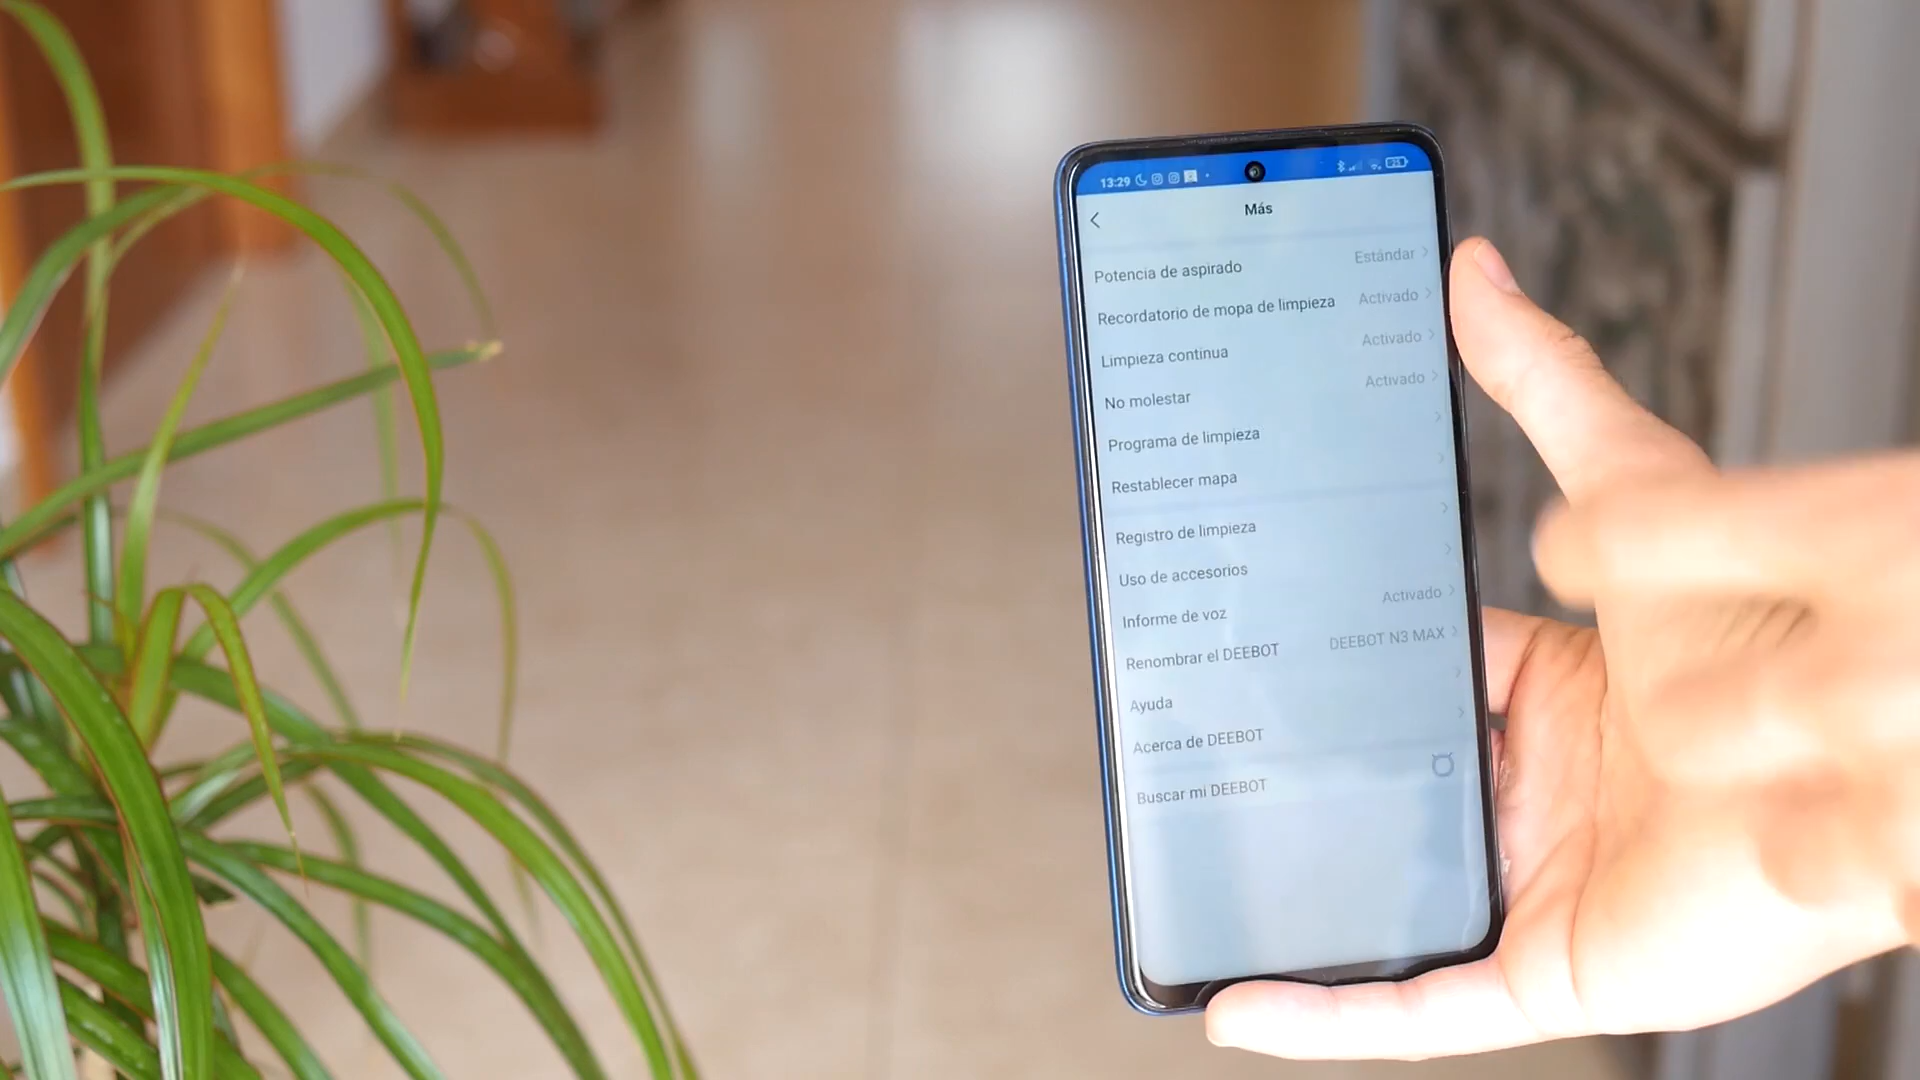 13:29
Más
Potencia de aspirado Estándar
Recordatorio de mopa de limpieza Activado
Limpieza continua Activado
No molestar Activado
Programa de limpieza
Restablecer mapa
Registro de limpieza
Uso de accesorios
Informe de voz Activado
Renombrar el DEEBOT DEEBOT N3 MAX
Ayuda
Acerca de DEEBOT
Buscar mi DEEBOT